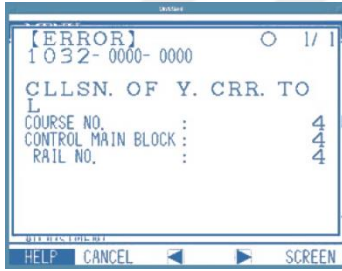 【ERROR】 ○ 1/ 1
1032- 0000- 0000
CLLSN. OF Y. CRR. TO
L
COURSE NO. : 4
CONTROL MAIN BLOCK : 4
RAIL NO. : 4
HELP CANCEL ◀ ▶ SCREEN